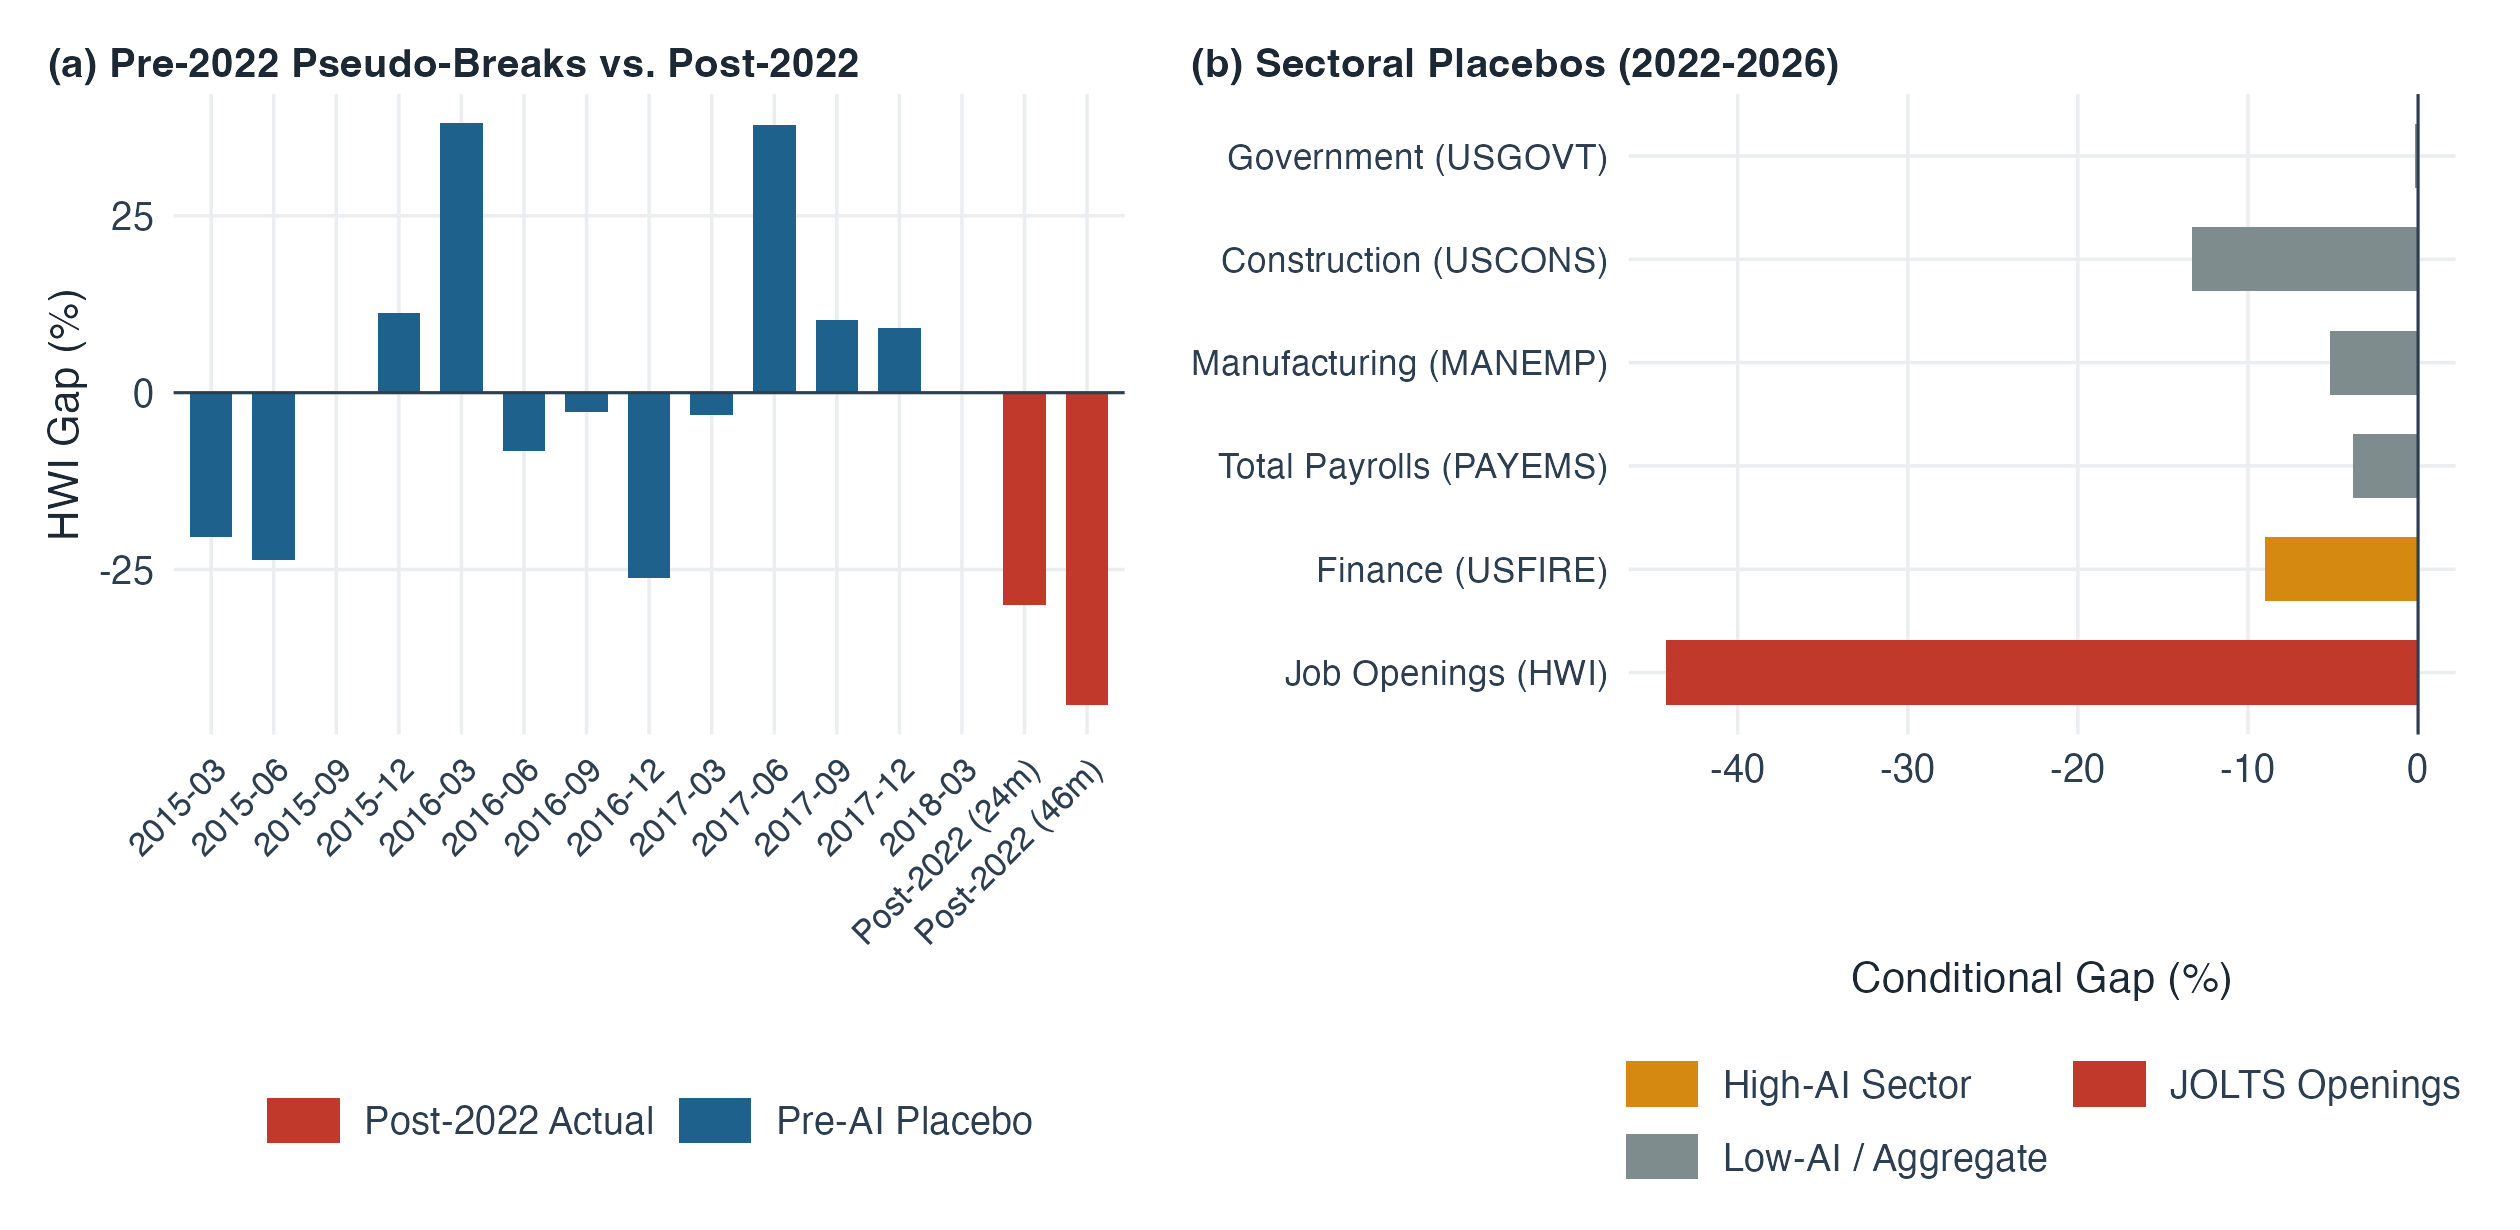 (a) Pre-2022 Pseudo-Breaks vs. Post-2022
HWI Gap (%)
25
0
-25
2015-03
2015-06
2015-09
2015-12
2016-03
2016-06
2016-09
2016-12
2017-03
2017-06
2017-09
2017-12
2018-03
Post-2022 (24m)
Post-2022 (46m)
Post-2022 Actual
Pre-AI Placebo
(b) Sectoral Placebos (2022-2026)
Government (USGOVT)
Construction (USCONS)
Manufacturing (MANEMP)
Total Payrolls (PAYEMS)
Finance (USFIRE)
Job Openings (HWI)
-40
-30
-20
-10
0
Conditional Gap (%)
High-AI Sector
JOLTS Openings
Low-AI / Aggregate